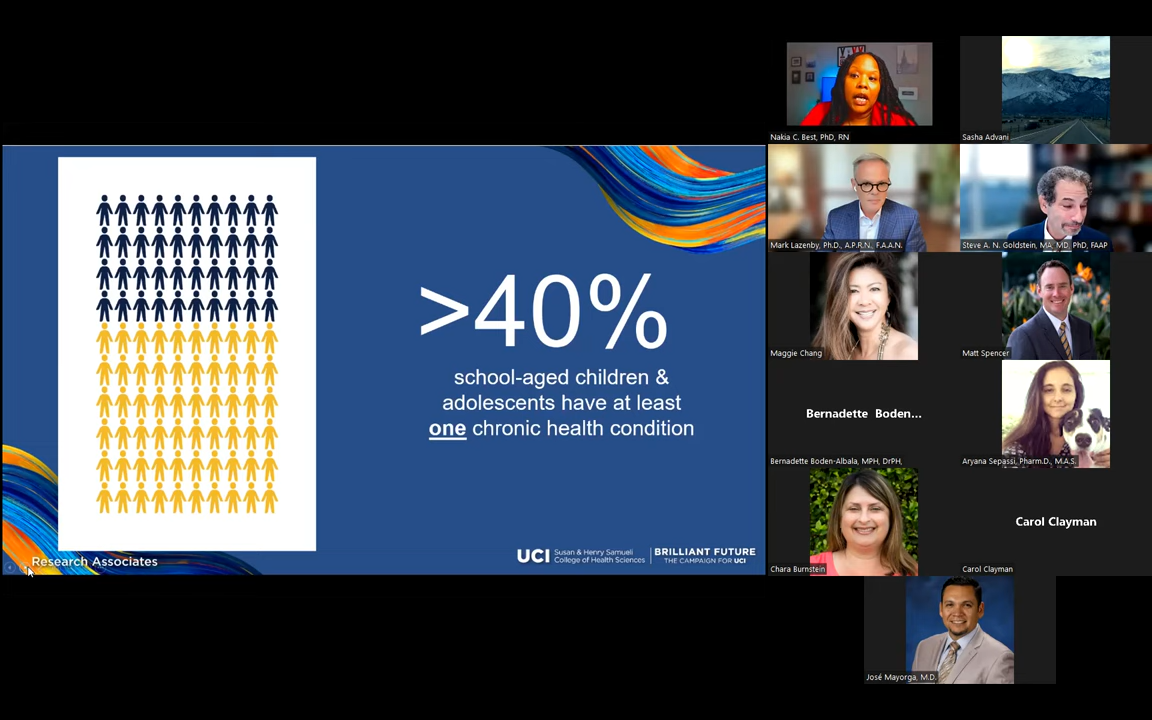 >40%
school-aged children &
adolescents have at least
one chronic health condition
Research Associates
UCI
Susan & Henry Samueli
College of Health Sciences
BRILLIANT FUTURE
THE CAMPAIGN FOR UCI
Nakia C. Best, PhD, RN
Sasha Advani
Mark Lazenby, Ph.D., A.P.R.N., F.A.A.N.
Steve A. N. Goldstein, MA, MD, PhD, FAAP
Maggie Chang
Matt Spencer
Bernadette Boden...
Bernadette Boden-Albala, MPH, DrPH,
Aryana Sepassi, Pharm.D., M.A.S.
Chara Burnstein
Carol Clayman
Carol Clayman
José Mayorga, M.D.